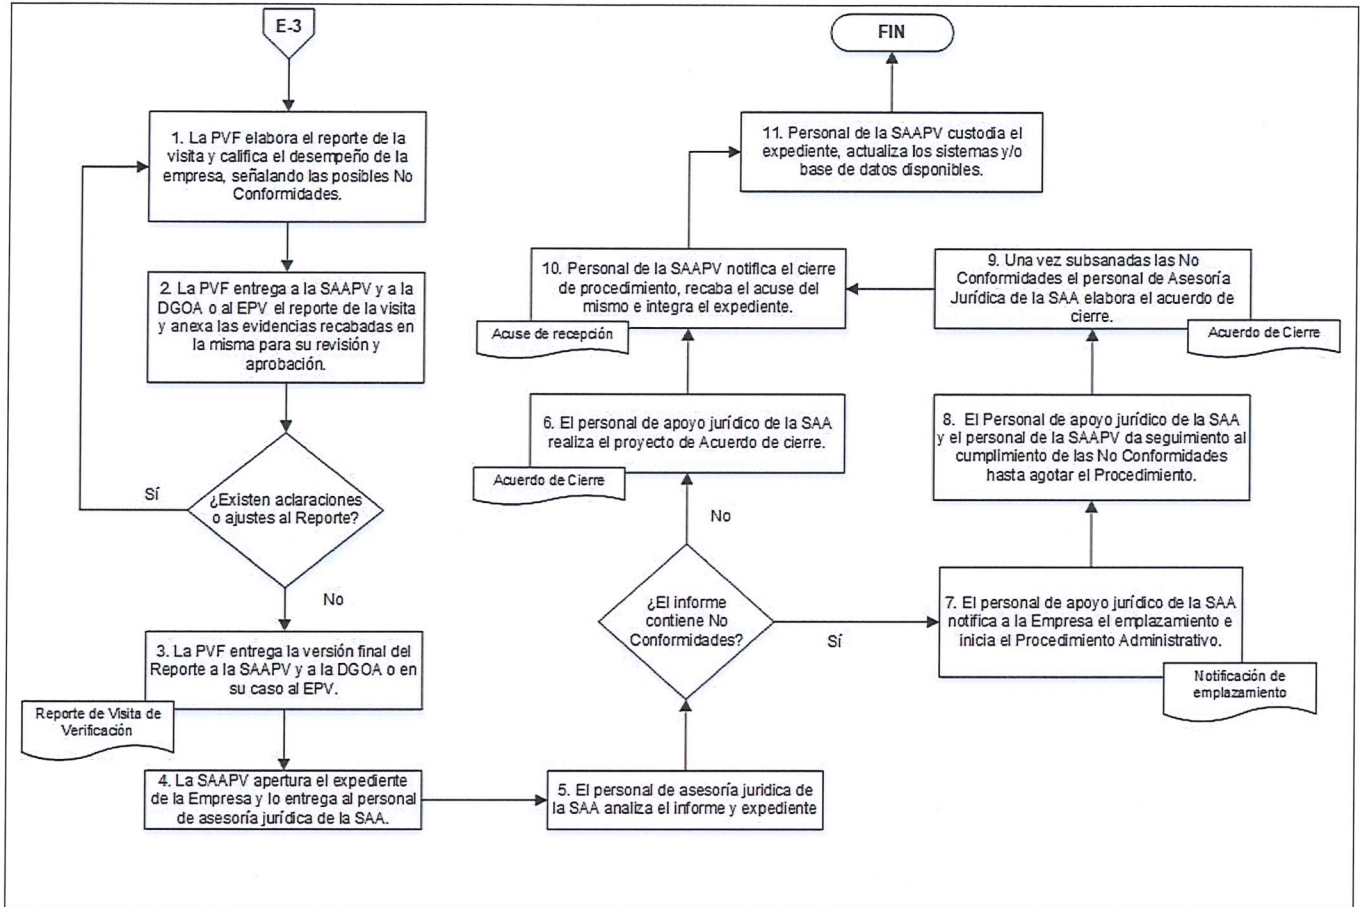 E-3
1. La PVF elabora el reporte de la
visita y califica el desempeño de la
empresa, señalando las posibles No
Conformidades.
2. La PVF entrega a la SAAPV y a la
DGOA o al EPV el reporte de la visita
y anexa las evidencias recabadas en
la misma para su revisión y
aprobación.
¿Existen aclaraciones
o ajustes al Reporte?
Sí
No
3. La PVF entrega la versión final del
Reporte a la SAAPV y a la DGOA o en
su caso al EPV.
Reporte de Visita de
Verificación
4. La SAAPV apertura el expediente
de la Empresa y lo entrega al personal
de asesoría jurídica de la SAA.
5. El personal de asesoría juridica de
la SAA analiza el informe y expediente
¿El informe
contiene No
Conformidades?
No
Sí
6. El personal de apoyo jurídico de la SAA
realiza el proyecto de Acuerdo de cierre.
Acuerdo de Cierre
7. El personal de apoyo jurídico de la SAA
notifica a la Empresa el emplazamiento e
inicia el Procedimiento Administrativo.
Notificación de
emplazamiento
8. El Personal de apoyo jurídico de la SAA
y el personal de la SAAPV da seguimiento al
cumplimiento de las No Conformidades
hasta agotar el Procedimiento.
9. Una vez subsanadas las No
Conformidades el personal de Asesoría
Jurídica de la SAA elabora el acuerdo de
cierre.
Acuerdo de Cierre
10. Personal de la SAAPV notifica el cierre
de procedimiento, recaba el acuse del
mismo e integra el expediente.
Acuse de recepción
11. Personal de la SAAPV custodia el
expediente, actualiza los sistemas y/o
base de datos disponibles.
FIN